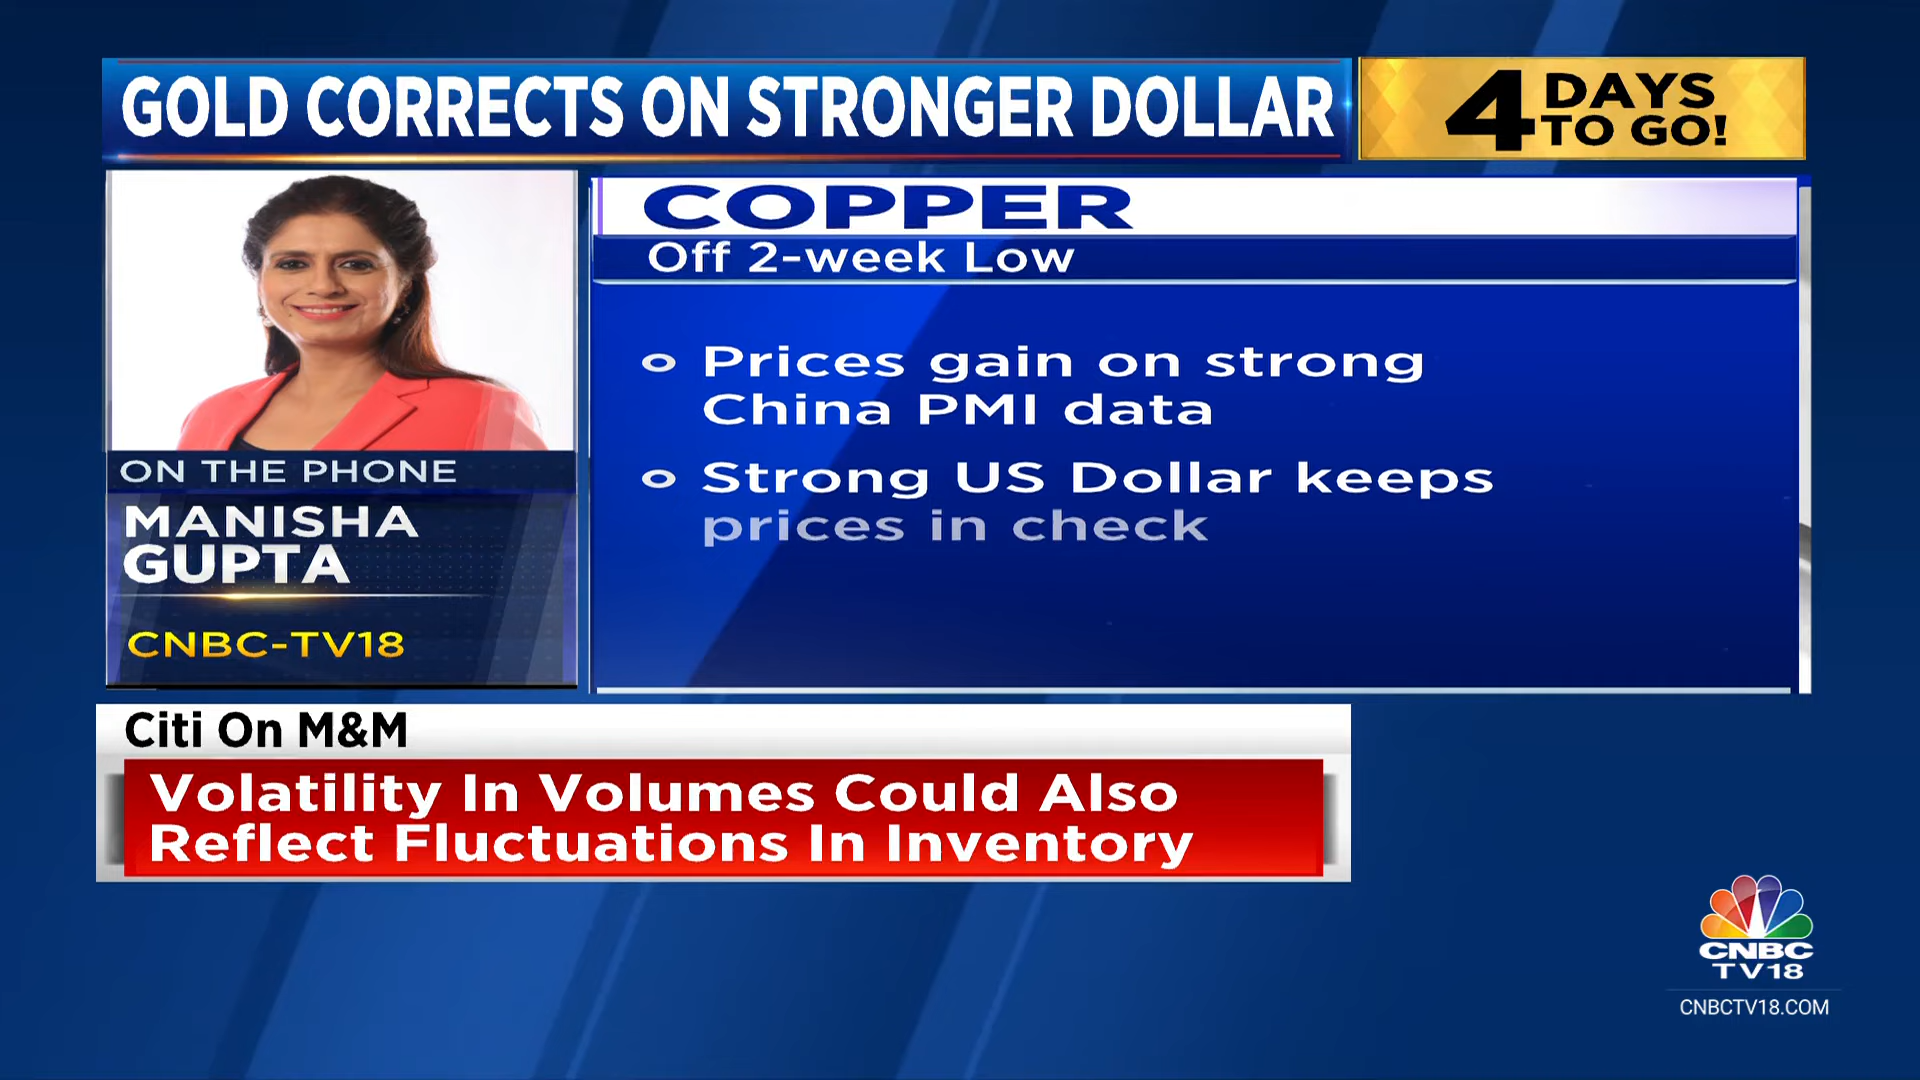 GOLD CORRECTS ON STRONGER DOLLAR
4 DAYS
TO GO!
COPPER
Off 2-week Low
Prices gain on strong
China PMI data
Strong US Dollar keeps
prices in check
ON THE PHONE
MANISHA
GUPTA
CNBC-TV18
Citi On M&M
Volatility In Volumes Could Also
Reflect Fluctuations In Inventory
CNBC
TV18
CNBCTV18.COM